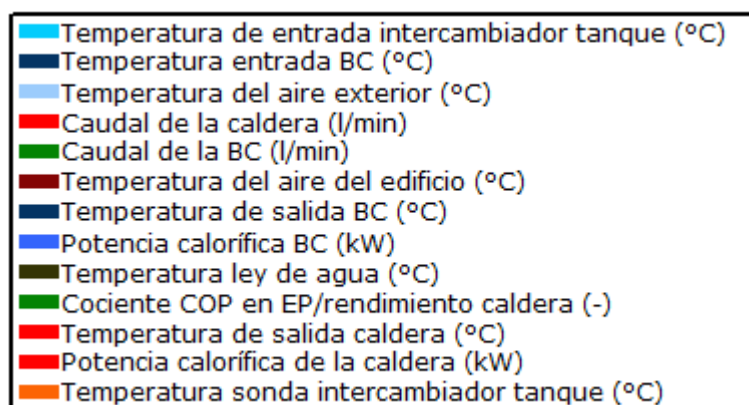 Temperatura de entrada intercambiador tanque (°C)
Temperatura entrada BC (°C)
Temperatura del aire exterior (°C)
Caudal de la caldera (l/min)
Caudal de la BC (l/min)
Temperatura del aire del edificio (°C)
Temperatura de salida BC (°C)
Potencia calorífica BC (kW)
Temperatura ley de agua (°C)
Cociente COP en EP/rendimiento caldera (-)
Temperatura de salida caldera (°C)
Potencia calorífica de la caldera (kW)
Temperatura sonda intercambiador tanque (°C)